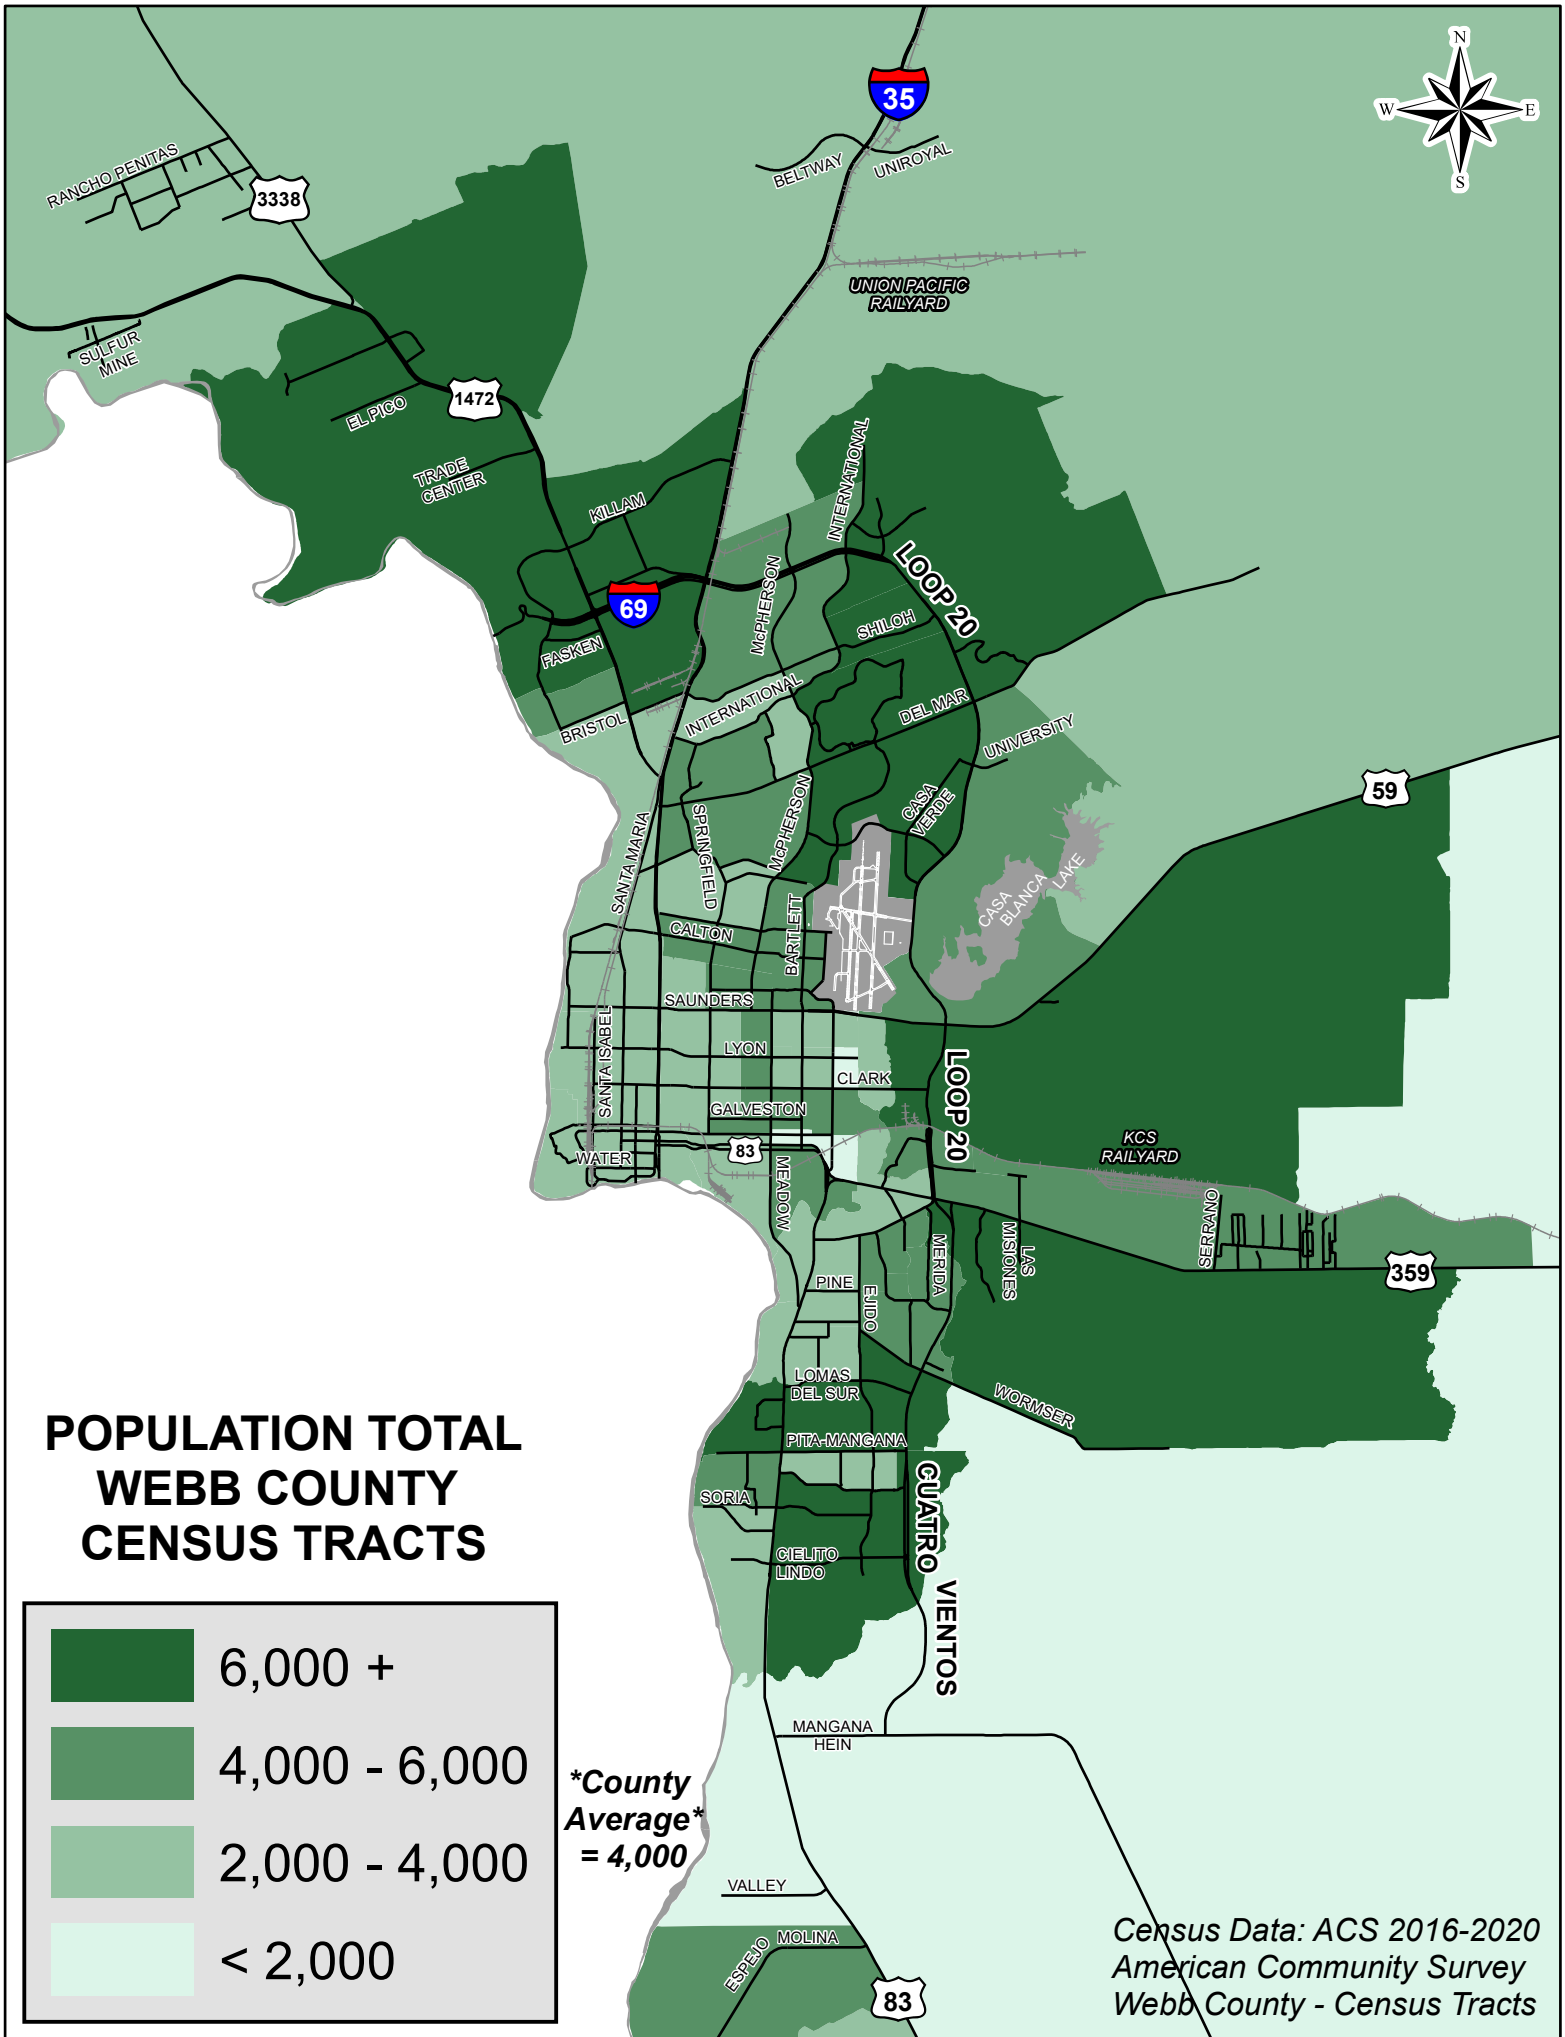 N
W
E
S
35
BELTWAY
UNIROYAL
RANCHO PENITAS
3338
UNION PACIFIC
RAILYARD
SULFUR
MINE
EL PICO
1472
TRADE
CENTER
KILLAM
INTERNATIONAL
LOOP 20
McPHERSON
69
SHILOH
FASKEN
BRISTOL
INTERNATIONAL
DEL MAR
UNIVERSITY
59
CASA
VERDE
SANTA MARIA
SPRINGFIELD
McPHERSON
CASA
BLANCA
LAKE
CALTON
BARTLETT
SAUNDERS
SANTA ISABEL
LYON
CLARK
LOOP 20
GALVESTON
83
WATER
KCS
RAILYARD
MEADOW
SERRANO
MERIDA
LAS
MISIONES
359
PINE
EJIDO
LOMAS
DEL SUR
WORMSER
PITA-MANGANA
SORIA
CUATRO VIENTOS
CIELITO
LINDO
POPULATION TOTAL
WEBB COUNTY
CENSUS TRACTS
6,000 +
4,000 - 6,000
2,000 - 4,000
< 2,000
*County
Average*
= 4,000
MANGANA
HEIN
VALLEY
MOLINA
ESPEJO
83
Census Data: ACS 2016-2020
American Community Survey
Webb County - Census Tracts